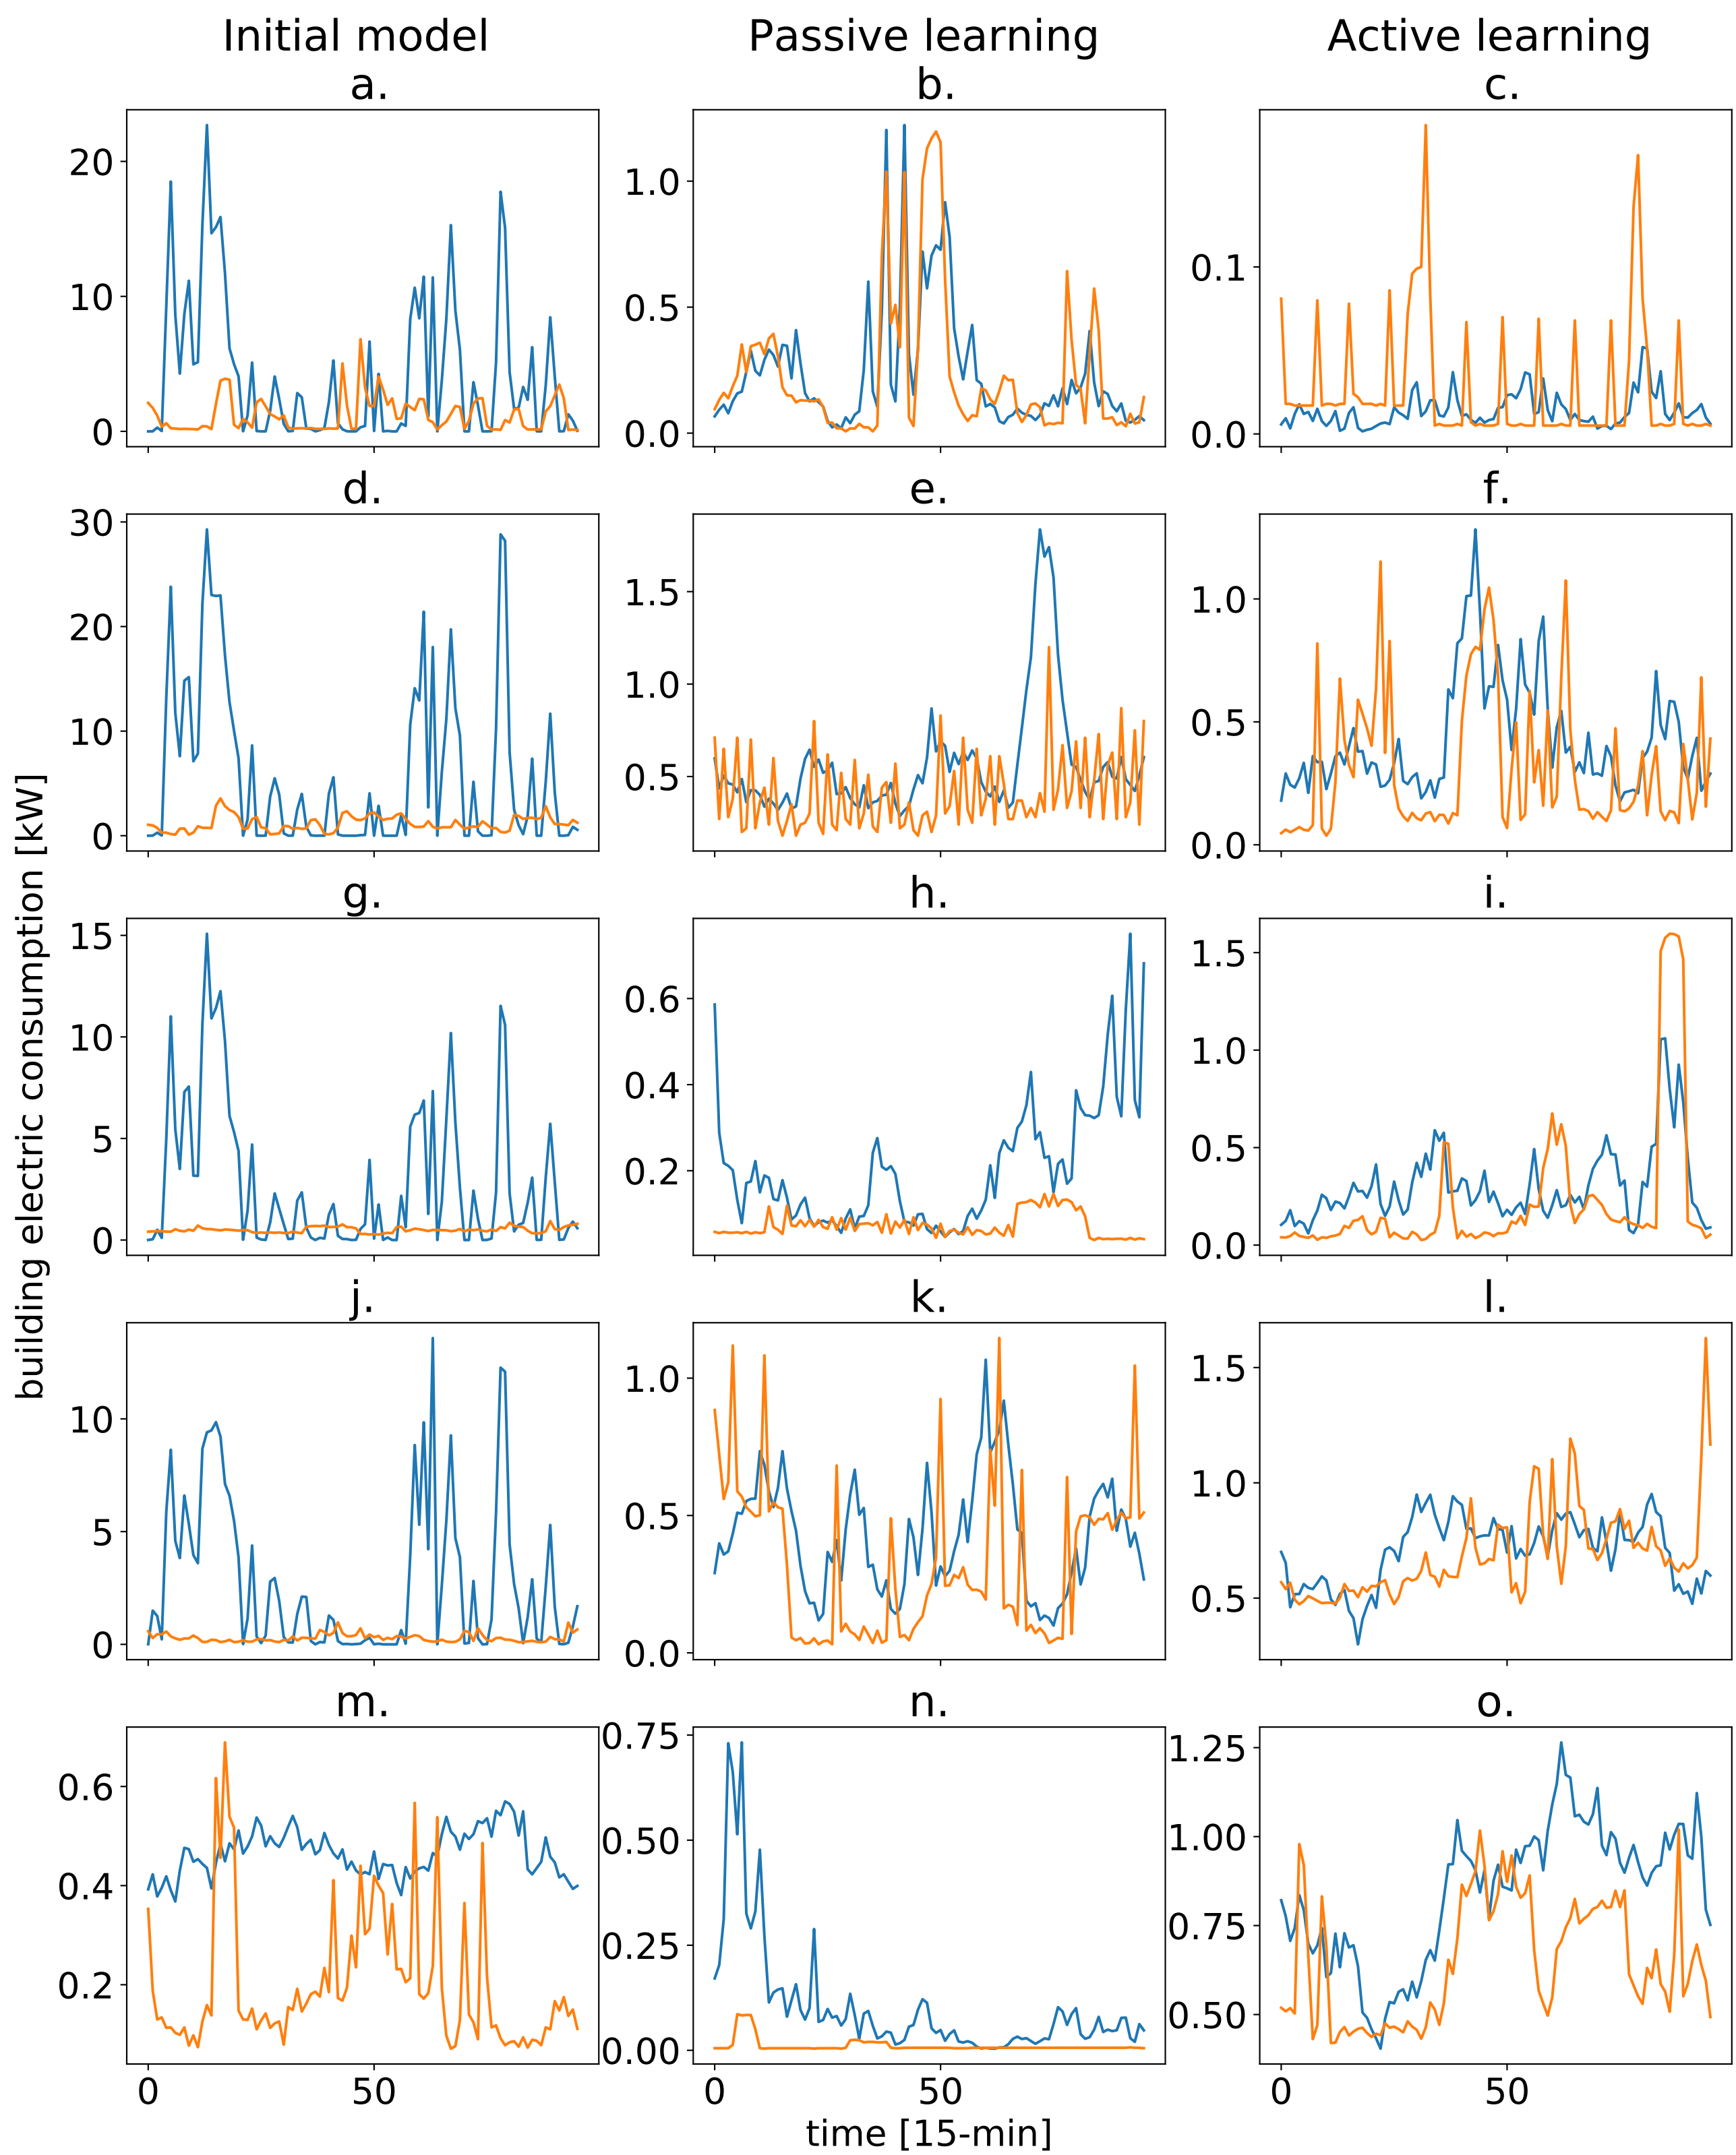 Initial model
Passive learning
Active learning
a.
b.
c.
20
10
0
1.0
0.5
0.0
0.1
0.0
d.
e.
f.
30
20
10
0
1.5
1.0
0.5
1.0
0.5
0.0
g.
h.
i.
15
10
5
0
0.6
0.4
0.2
1.5
1.0
0.5
0.0
j.
k.
l.
10
5
0
1.0
0.5
0.0
1.5
1.0
0.5
m.
n.
o.
0.6
0.4
0.2
0.75
0.50
0.25
0.00
1.25
1.00
0.75
0.50
0 50
0 50
0 50
building electric consumption [kW]
time [15-min]